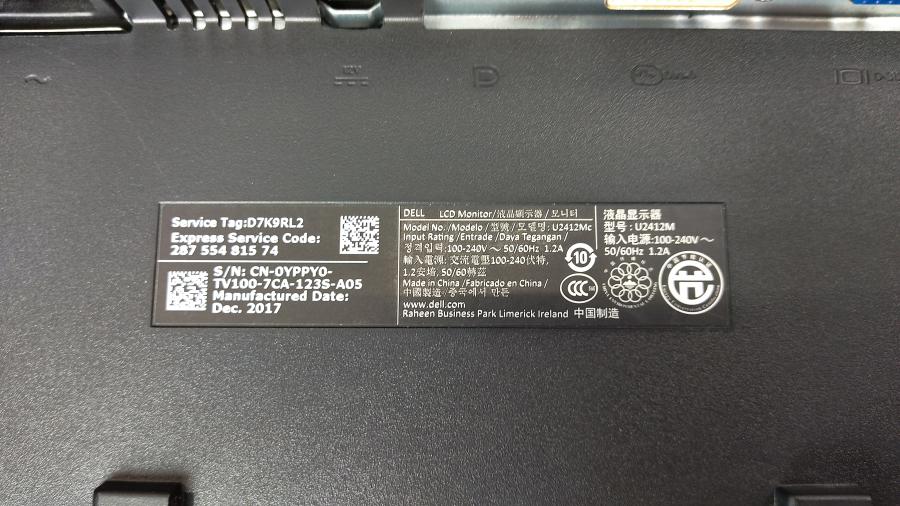 12V
Service Tag:D7K9RL2
Express Service Code:
287 554 815 74
S/N: CN-0YPPY0-
TV100-7CA-123S-A05
Manufactured Date:
Dec. 2017
DELL LCD Monitor/液晶顯示器 / 모니터
Model No./Modelo / 型號 / 모델명 : U2412Mc
Input Rating /Entrade / Daya Tegangan /
정격입력:100-240V ～ 50/60Hz 1.2A
輸入電源: 交流電壓100-240伏特,
1.2安培, 50/60赫茲
Made in China /Fabricado en China /
中國製造 / 중국에서 만든
www.dell.com
Raheen Business Park Limerick Ireland
10
CCC
液晶显示器
型号 : U2412M
输入电源:100-240V～
50/60Hz 1.2A
中国制造